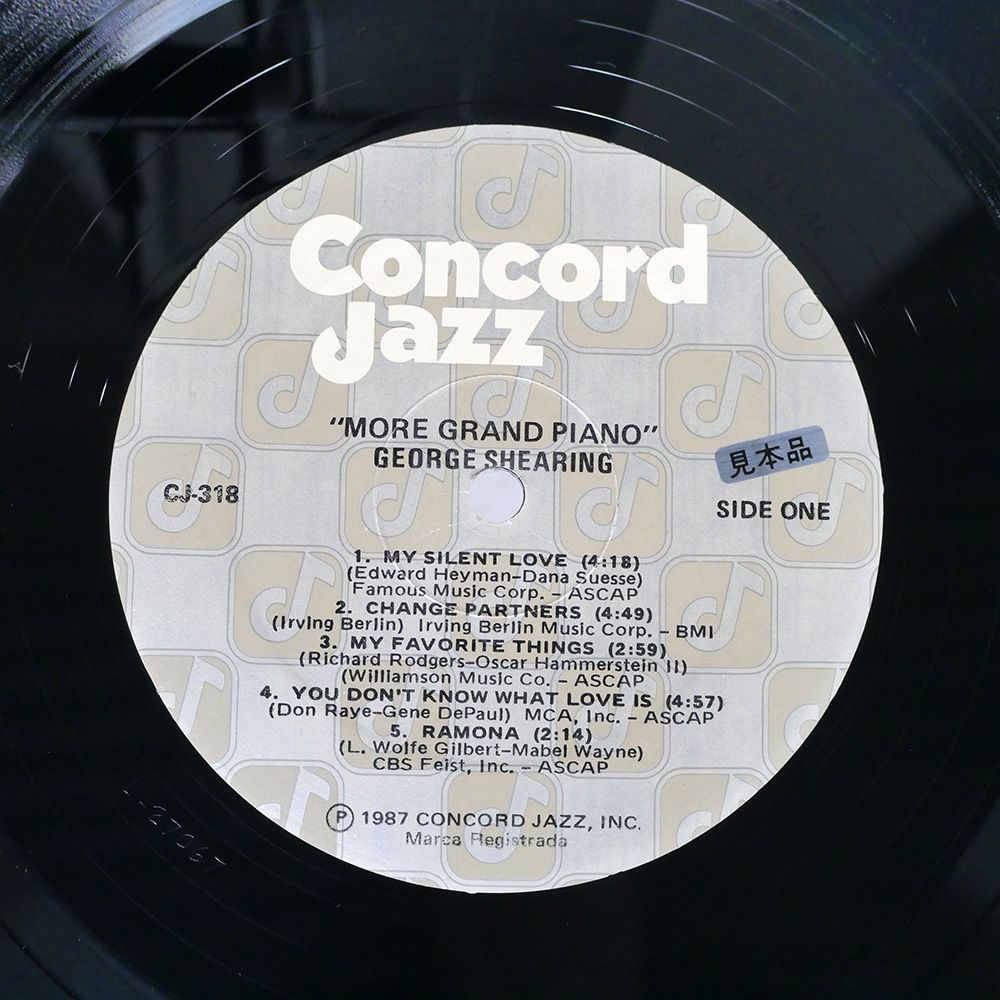 Concord
Jazz
"MORE GRAND PIANO"
GEORGE SHEARING
見本品
CJ-318
SIDE ONE
1. MY SILENT LOVE (4:18)
(Edward Heyman–Dana Suesse)
Famous Music Corp. – ASCAP
2. CHANGE PARTNERS (4:49)
(Irving Berlin) Irving Berlin Music Corp. – BMI
3. MY FAVORITE THINGS (2:59)
(Richard Rodgers–Oscar Hammerstein II)
(Williamson Music Co. – ASCAP
4. YOU DON'T KNOW WHAT LOVE IS (4:57)
(Don Raye–Gene DePaul) MCA, Inc. – ASCAP
5. RAMONA (2:14)
(L. Wolfe Gilbert–Mabel Wayne)
CBS Feist, Inc. – ASCAP
Ⓟ 1987 CONCORD JAZZ, INC.
Marca Registrada